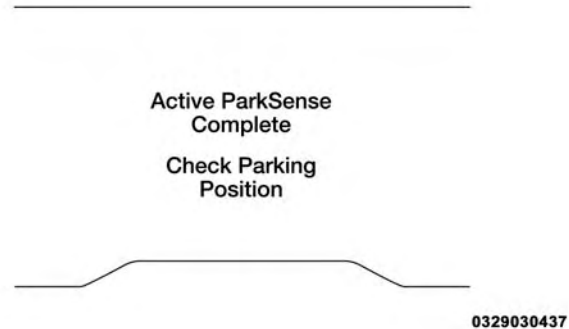 Active ParkSense
Complete
Check Parking
Position
0329030437